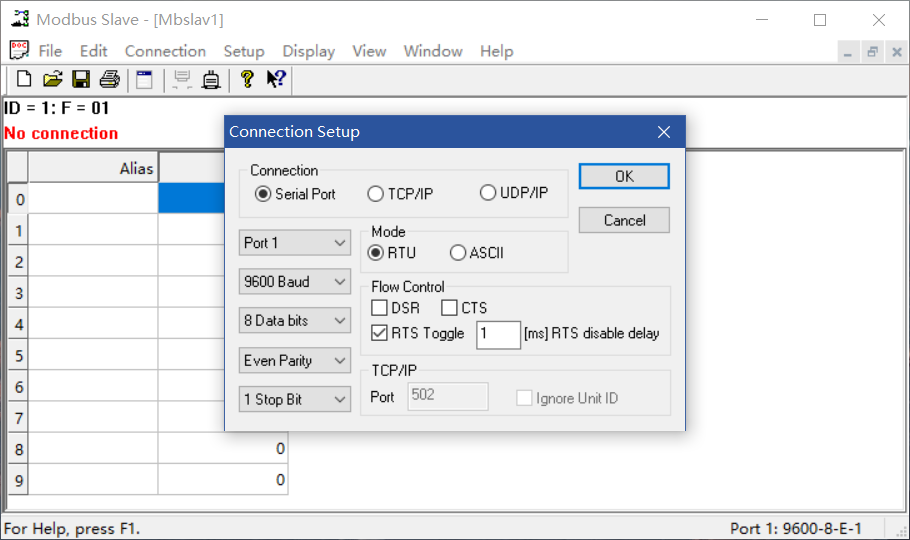 Modbus Slave - [Mbslav1]
File Edit Connection Setup Display View Window Help
ID = 1: F = 01
No connection
Alias
0
1
2
3
4
5
6
7
8 0
9 0
Connection Setup
Connection
Serial Port TCP/IP UDP/IP
OK
Cancel
Port 1
9600 Baud
8 Data bits
Even Parity
1 Stop Bit
Mode
RTU ASCII
Flow Control
DSR CTS
RTS Toggle 1 [ms] RTS disable delay
TCP/IP
Port 502 Ignore Unit ID
For Help, press F1. Port 1: 9600-8-E-1